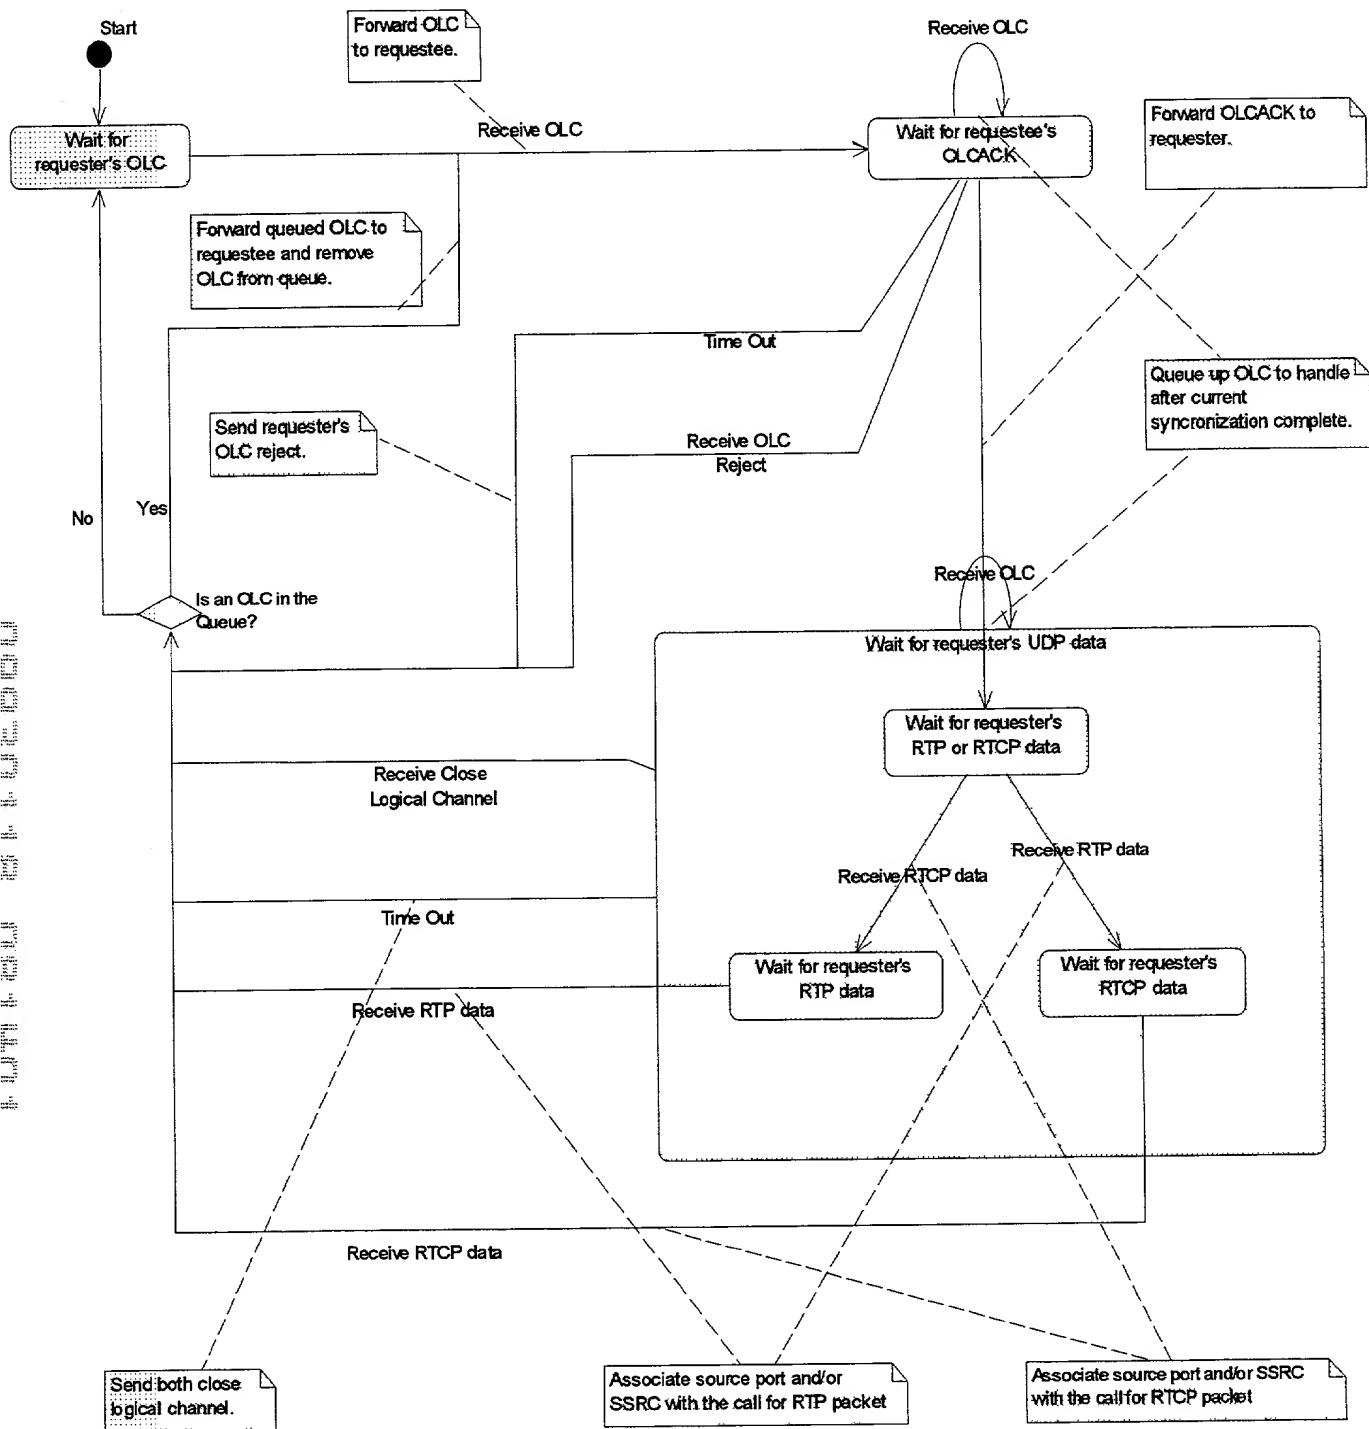 Start
Forward OLC
to requestee.
Receive OLC
Receive OLC
Wait for
requester's OLC
Wait for requestee's
OLCACK
Forward OLCACK to
requester.
Forward queued OLC to
requestee and remove
OLC from queue.
Time Out
Queue up OLC to handle
after current
syncronization complete.
Send requester's
OLC reject.
Receive OLC
Reject
No
Yes
Is an OLC in the
Queue?
Receive OLC
Wait for requester's UDP data
Wait for requester's
RTP or RTCP data
Receive Close
Logical Channel
Receive RTP data
Receive RTCP data
Time Out
Wait for requester's
RTP data
Wait for requester's
RTCP data
Receive RTP data
Receive RTCP data
Send both close
logical channel.
Associate source port and/or
SSRC with the call for RTP packet
Associate source port and/or SSRC
with the call for RTCP packet